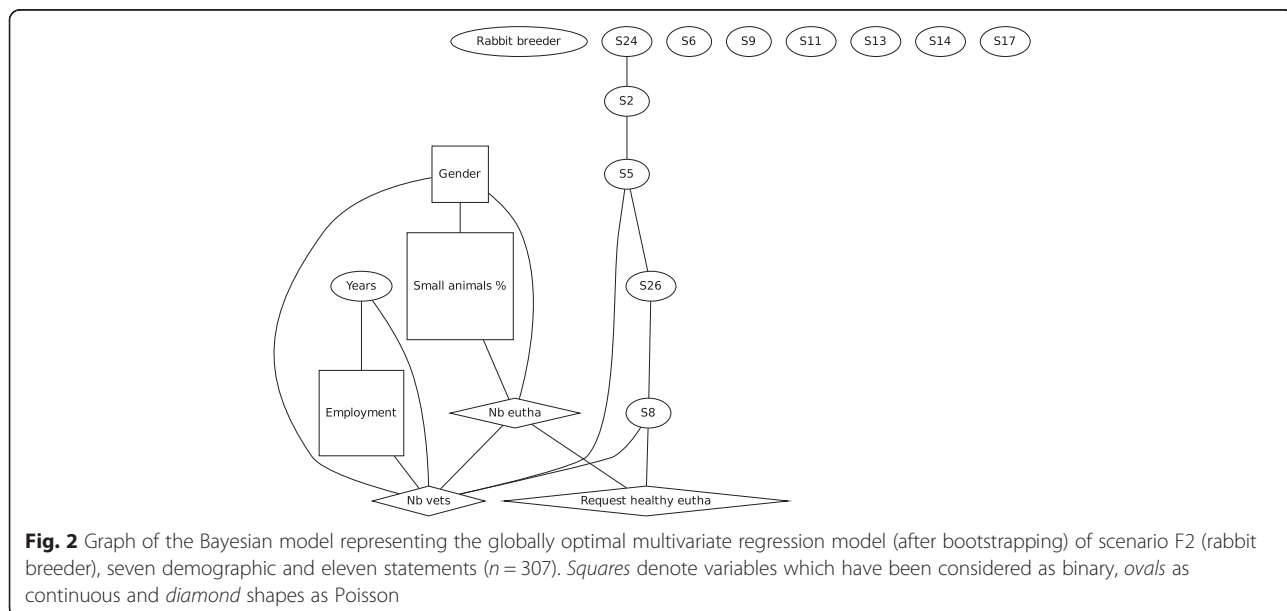 Rabbit breeder S24 S6 S9 S11 S13 S14 S17
S2
Gender S5
Years Small animals % S26
Employment Nb eutha S8
Nb vets Request healthy eutha
Fig. 2 Graph of the Bayesian model representing the globally optimal multivariate regression model (after bootstrapping) of scenario F2 (rabbit
breeder), seven demographic and eleven statements (n = 307). Squares denote variables which have been considered as binary, ovals as
continuous and diamond shapes as Poisson